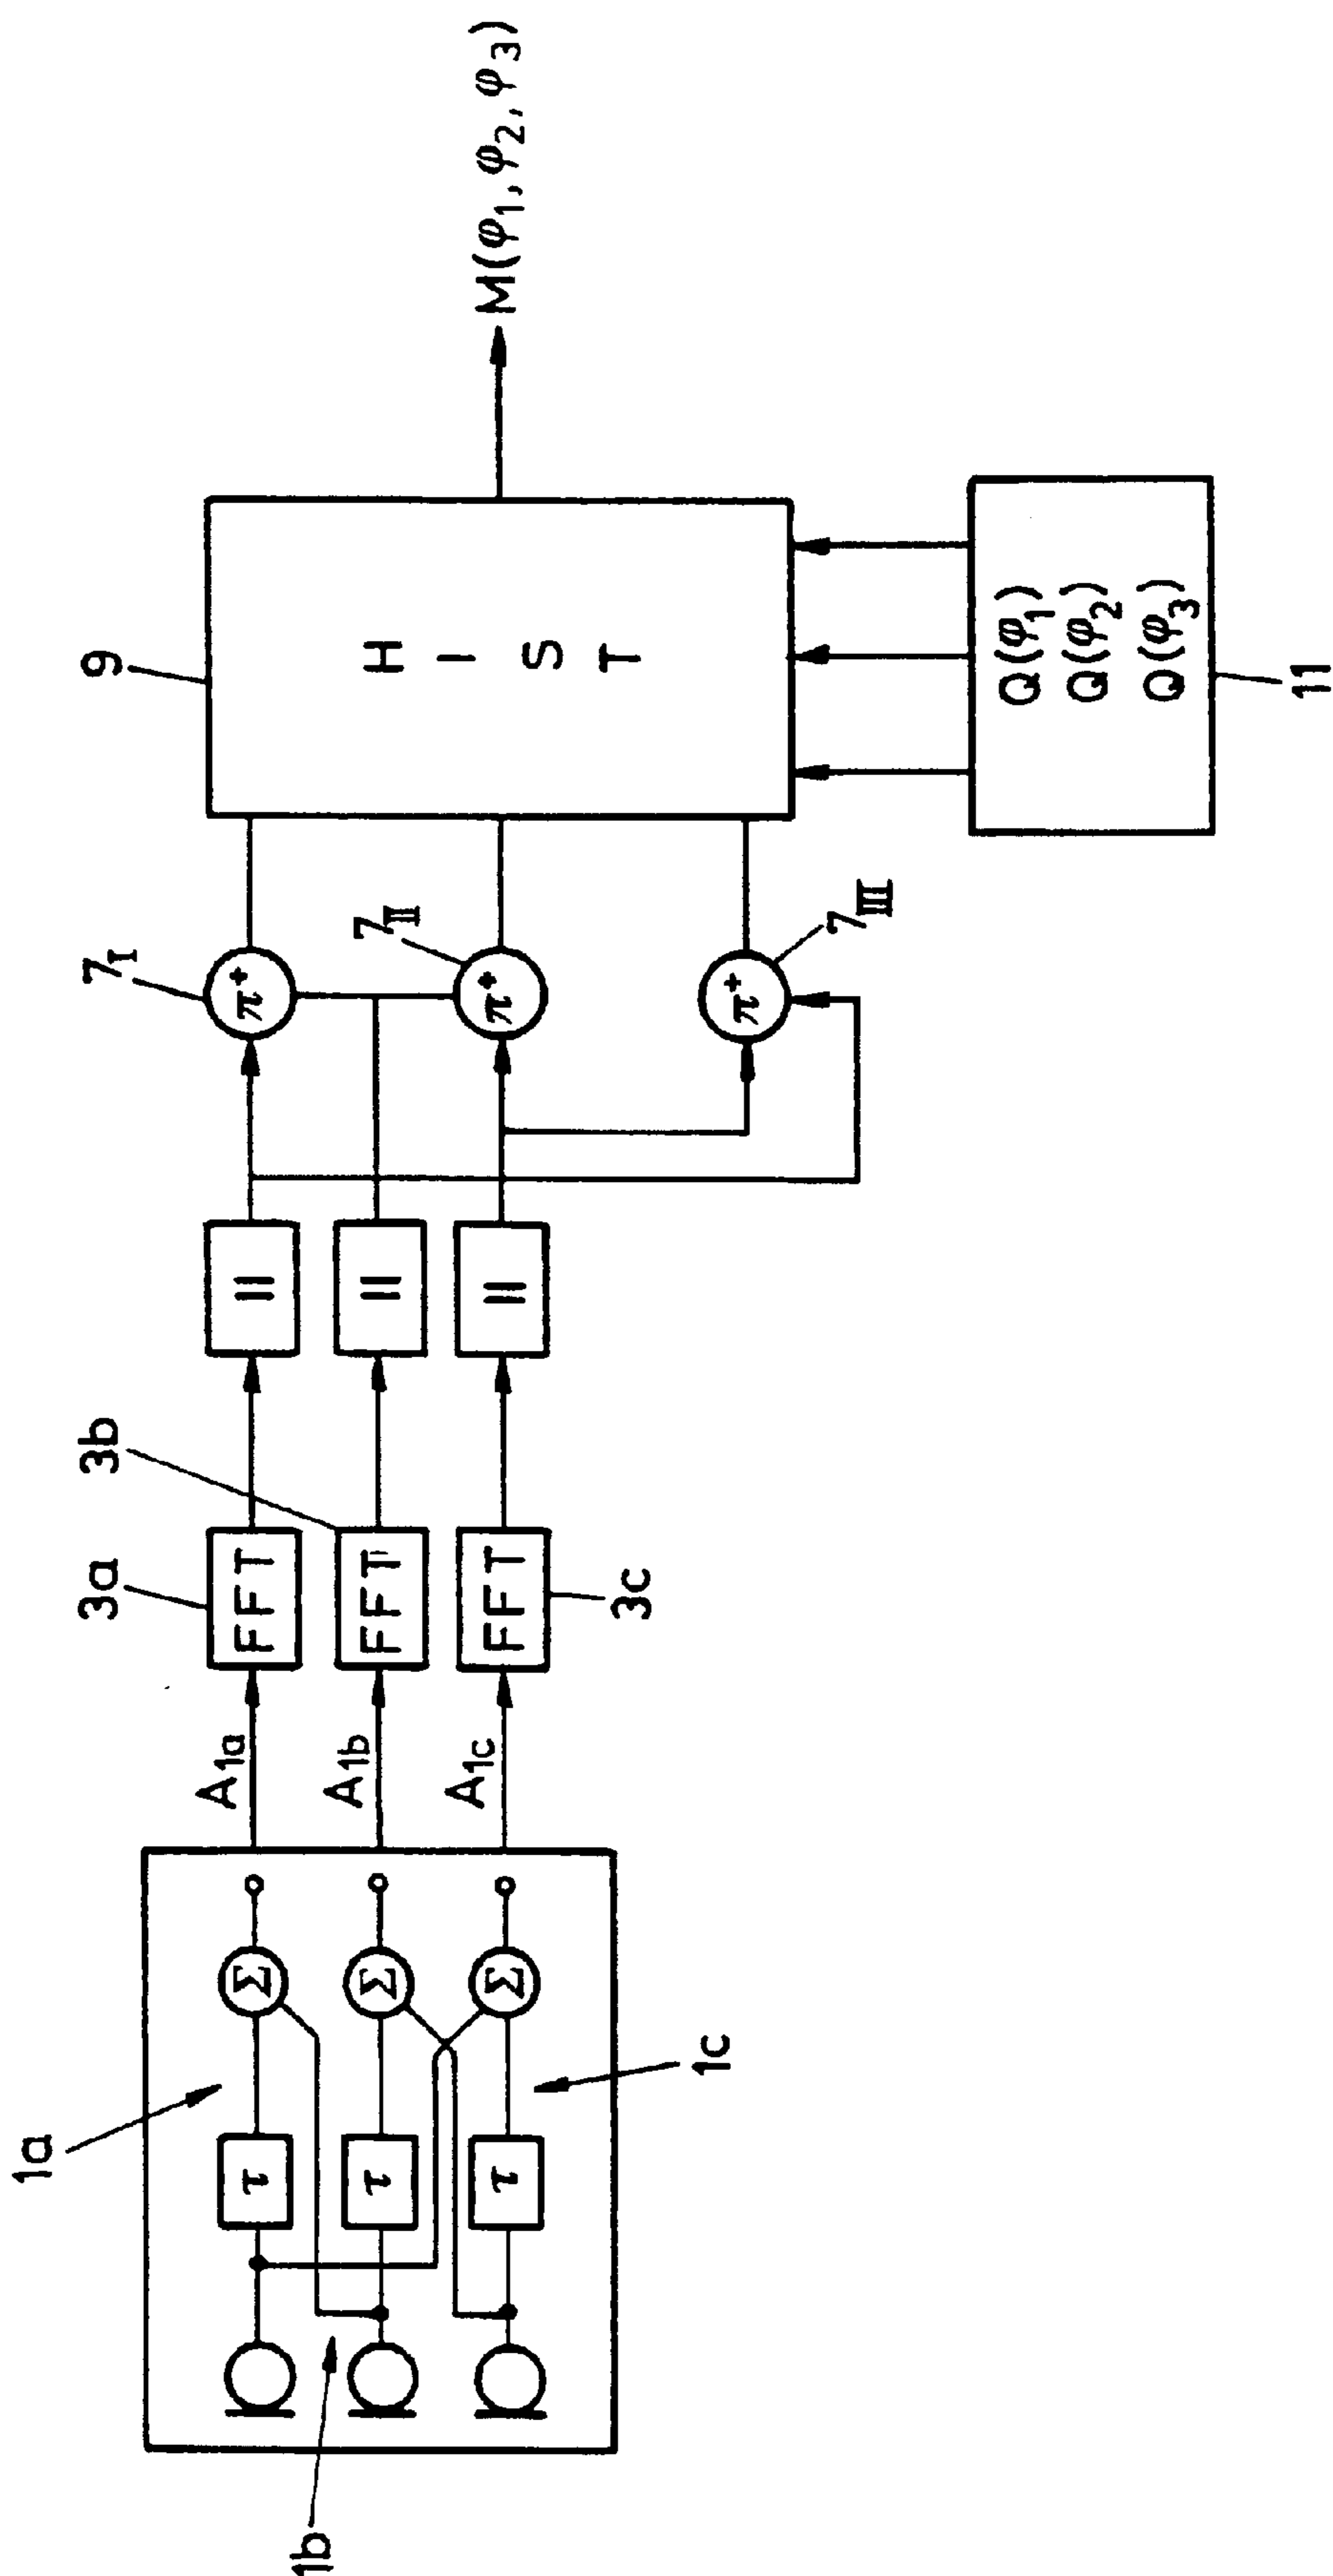 1a
1b
1c
τ
τ
τ
Σ
Σ
Σ
A1a
A1b
A1c
3a
3b
3c
FFT
FFT
FFT
||
||
||
7I
7II
7III
π+
π+
π+
9
HIST
Q(φ1)
Q(φ2)
Q(φ3)
11
M(φ1, φ2, φ3)